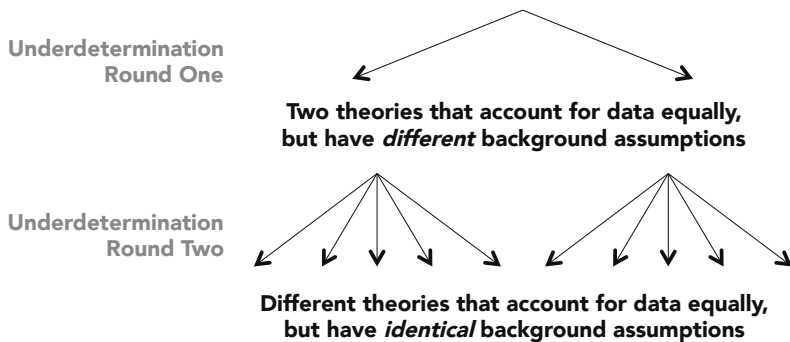 Underdetermination
Round One
Two theories that account for data equally,
but have different background assumptions
Underdetermination
Round Two
Different theories that account for data equally,
but have identical background assumptions